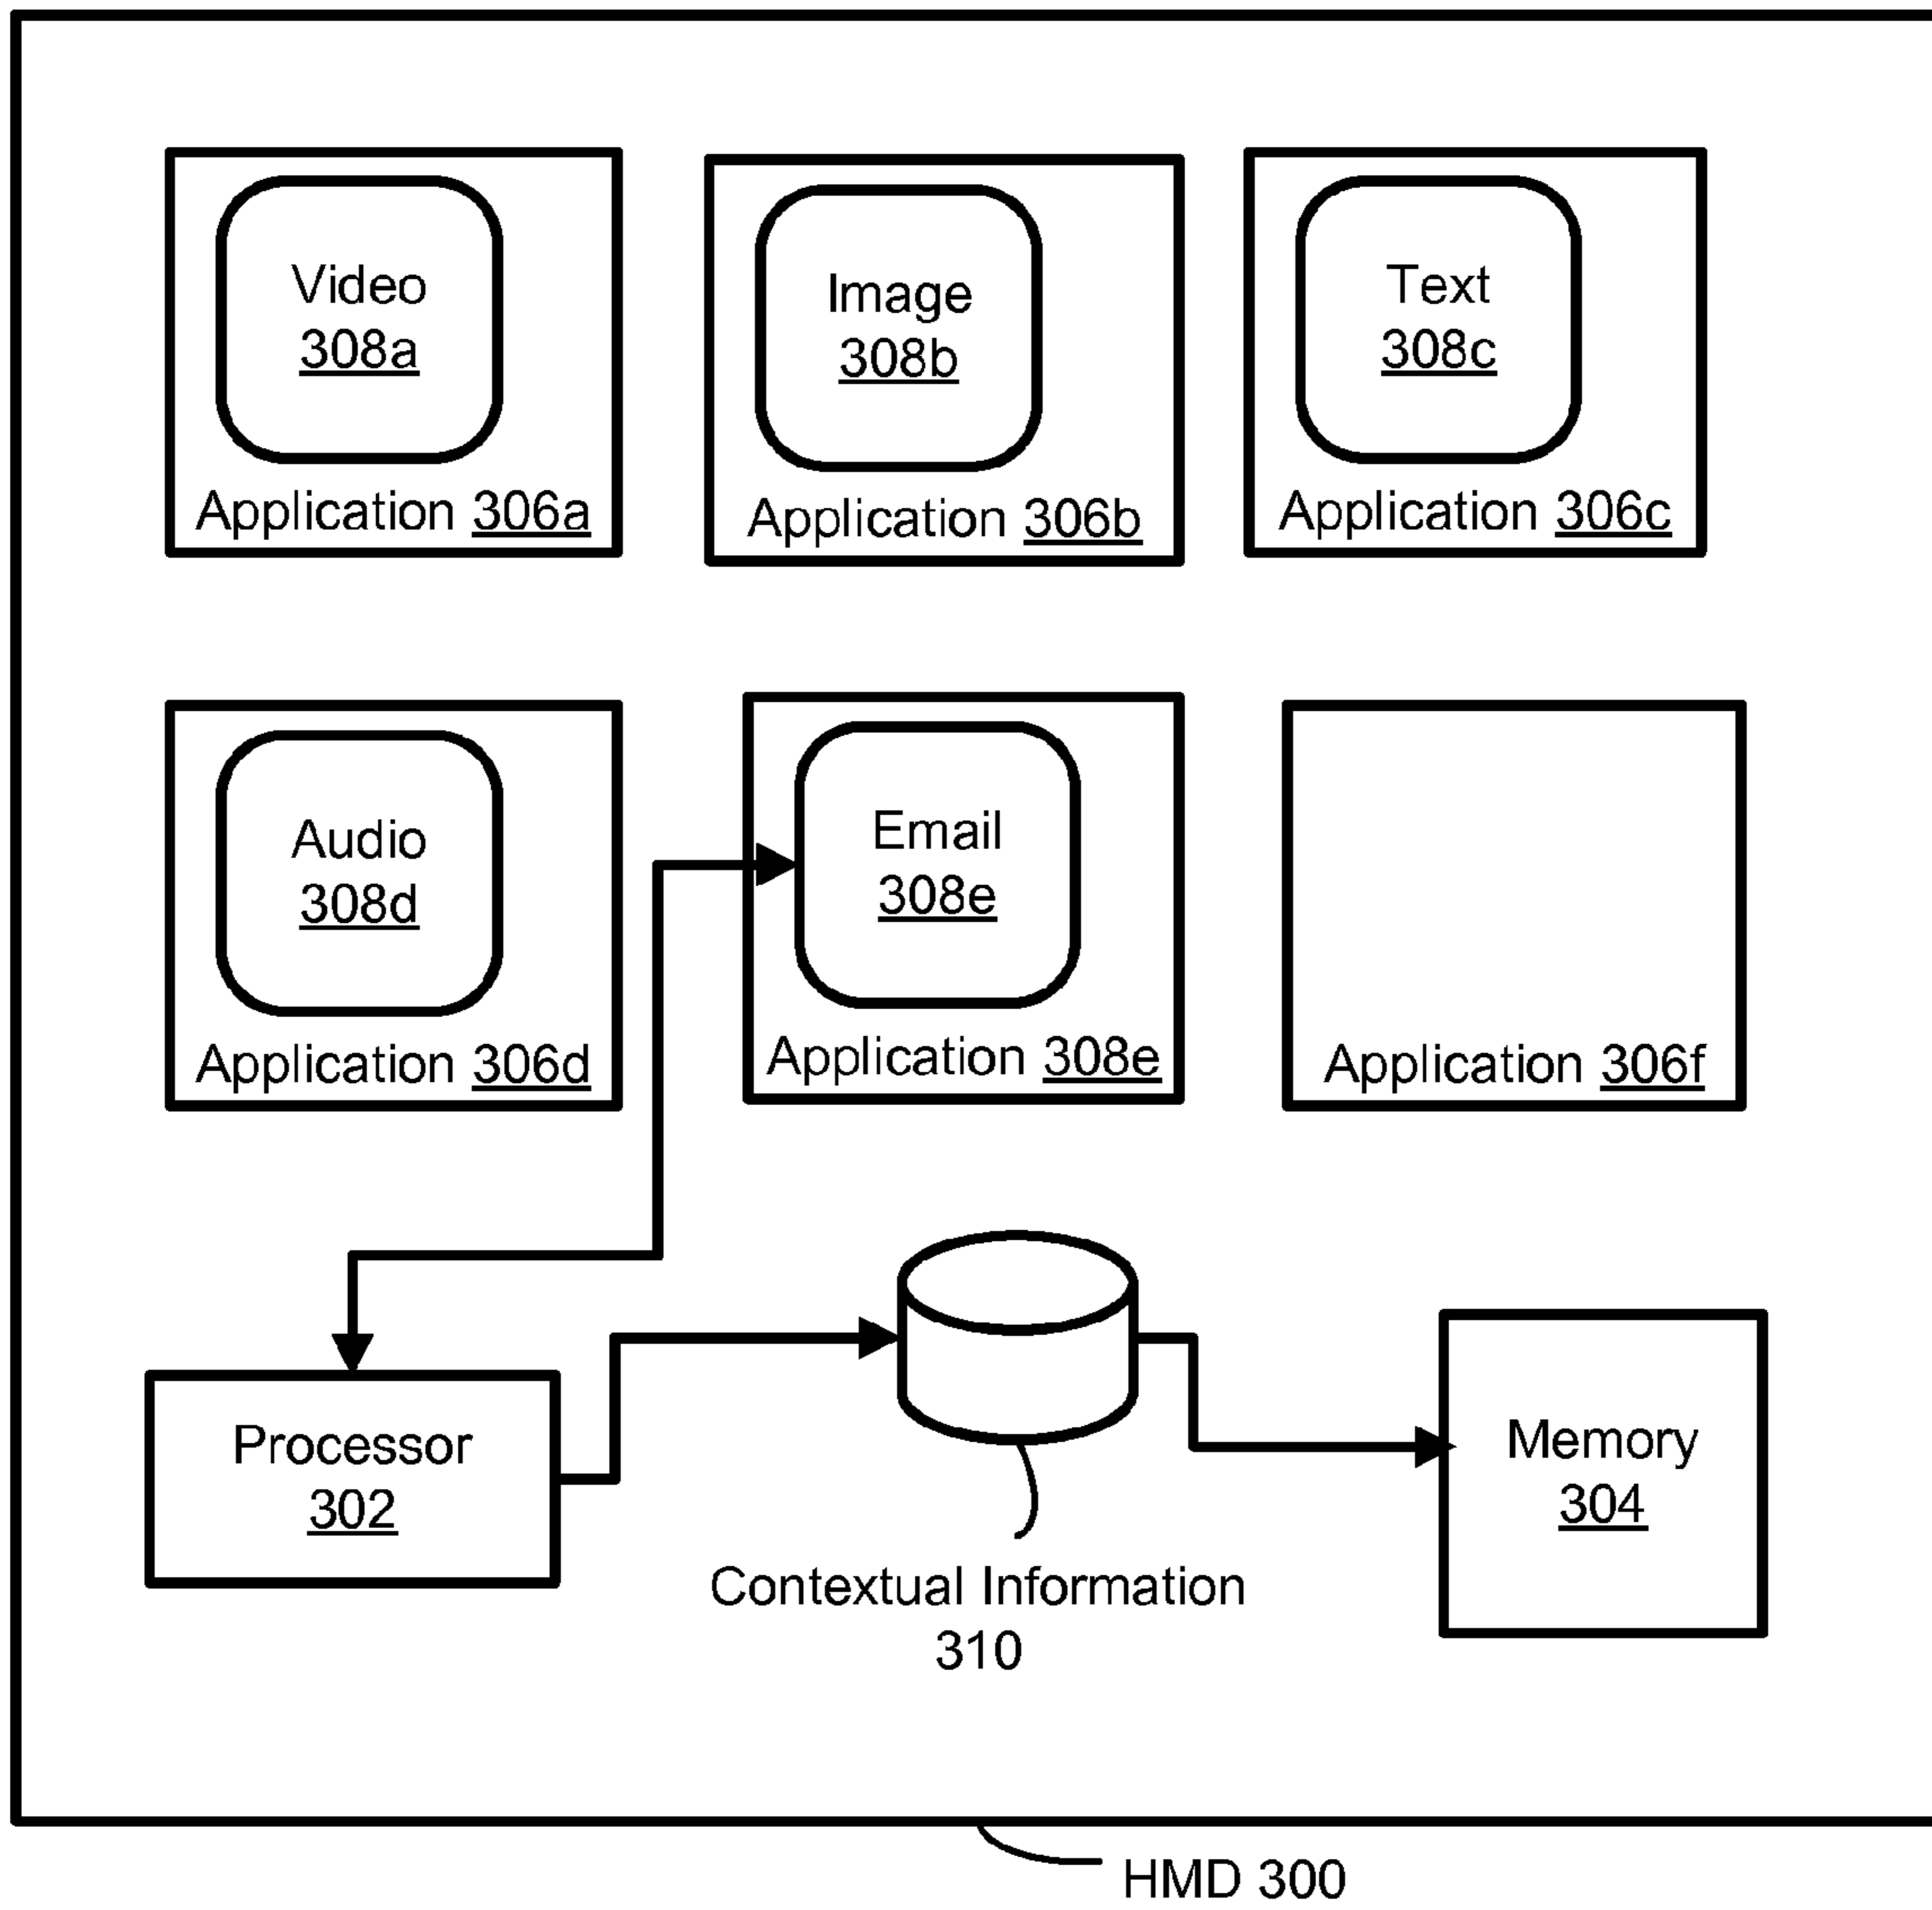 Video
308a
Application 306a
Image
308b
Application 306b
Text
308c
Application 306c
Audio
308d
Application 306d
Email
308e
Application 308e
Application 306f
Processor
302
Contextual Information
310
Memory
304
HMD 300